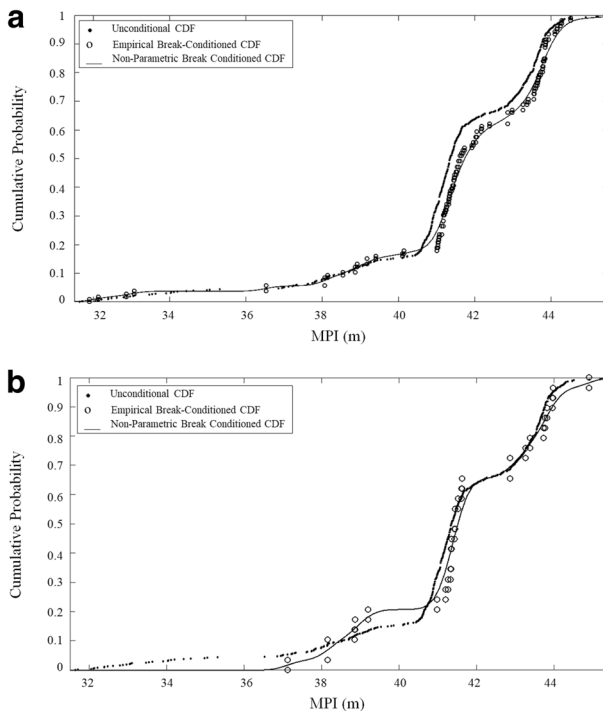 a
Unconditional CDF
Empirical Break-Conditioned CDF
Non-Parametric Break Conditioned CDF
Cumulative Probability
1
0.9
0.8
0.7
0.6
0.5
0.4
0.3
0.2
0.1
0
32 34 36 38 40 42 44
MPI (m)
b
Unconditional CDF
Empirical Break-Conditioned CDF
Non-Parametric Break Conditioned CDF
Cumulative Probability
1
0.9
0.8
0.7
0.6
0.5
0.4
0.3
0.2
0.1
0
32 34 36 38 40 42 44
MPI (m)